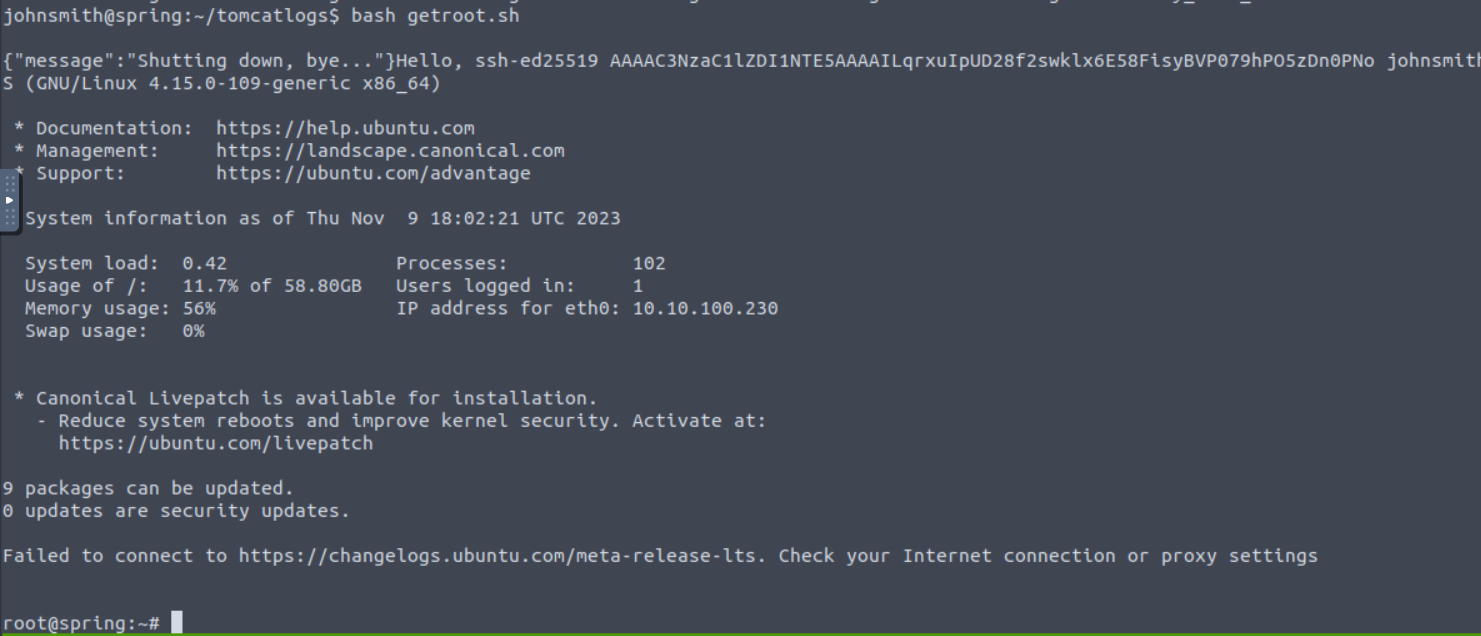 johnsmith@spring:~/tomcatlogs$ bash getroot.sh
{"message":"Shutting down, bye..."}Hello, ssh-ed25519 AAAAC3NzaC1lZDI1NTE5AAAAILqrxuIpUD28f2swklx6E58FisyBVP079hPO5zDn0PNo johnsmith
S (GNU/Linux 4.15.0-109-generic x86_64)
* Documentation: https://help.ubuntu.com
* Management: https://landscape.canonical.com
* Support: https://ubuntu.com/advantage
System information as of Thu Nov 9 18:02:21 UTC 2023
System load: 0.42 Processes: 102
Usage of /: 11.7% of 58.80GB Users logged in: 1
Memory usage: 56% IP address for eth0: 10.10.100.230
Swap usage: 0%
* Canonical Livepatch is available for installation.
- Reduce system reboots and improve kernel security. Activate at:
https://ubuntu.com/livepatch
9 packages can be updated.
0 updates are security updates.
Failed to connect to https://changelogs.ubuntu.com/meta-release-lts. Check your Internet connection or proxy settings
root@spring:~#